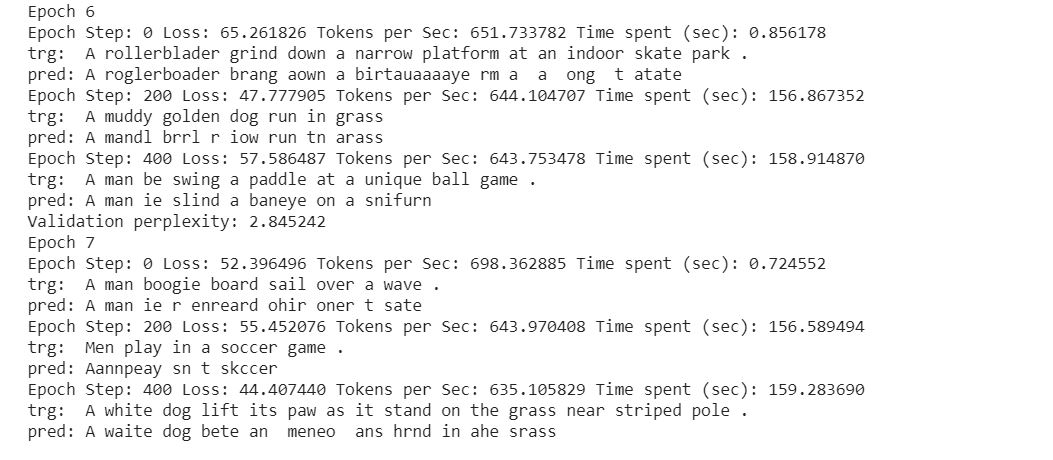 Epoch 6
Epoch Step: 0 Loss: 65.261826 Tokens per Sec: 651.733782 Time spent (sec): 0.856178
trg:  A rollerblader grind down a narrow platform at an indoor skate park .
pred: A roglerboader brang aown a birtauaaaaye rm a  a  ong  t atate
Epoch Step: 200 Loss: 47.777905 Tokens per Sec: 644.104707 Time spent (sec): 156.867352
trg:  A muddy golden dog run in grass
pred: A mandl brrl r iow run tn arass
Epoch Step: 400 Loss: 57.586487 Tokens per Sec: 643.753478 Time spent (sec): 158.914870
trg:  A man be swing a paddle at a unique ball game .
pred: A man ie slind a baneye on a snifurn
Validation perplexity: 2.845242
Epoch 7
Epoch Step: 0 Loss: 52.396496 Tokens per Sec: 698.362885 Time spent (sec): 0.724552
trg:  A man boogie board sail over a wave .
pred: A man ie r enreard ohir oner t sate
Epoch Step: 200 Loss: 55.452076 Tokens per Sec: 643.970408 Time spent (sec): 156.589494
trg:  Men play in a soccer game .
pred: Aannpeay sn t skccer
Epoch Step: 400 Loss: 44.407440 Tokens per Sec: 635.105829 Time spent (sec): 159.283690
trg:  A white dog lift its paw as it stand on the grass near striped pole .
pred: A waite dog bete an  meneo  ans hrnd in ahe srass